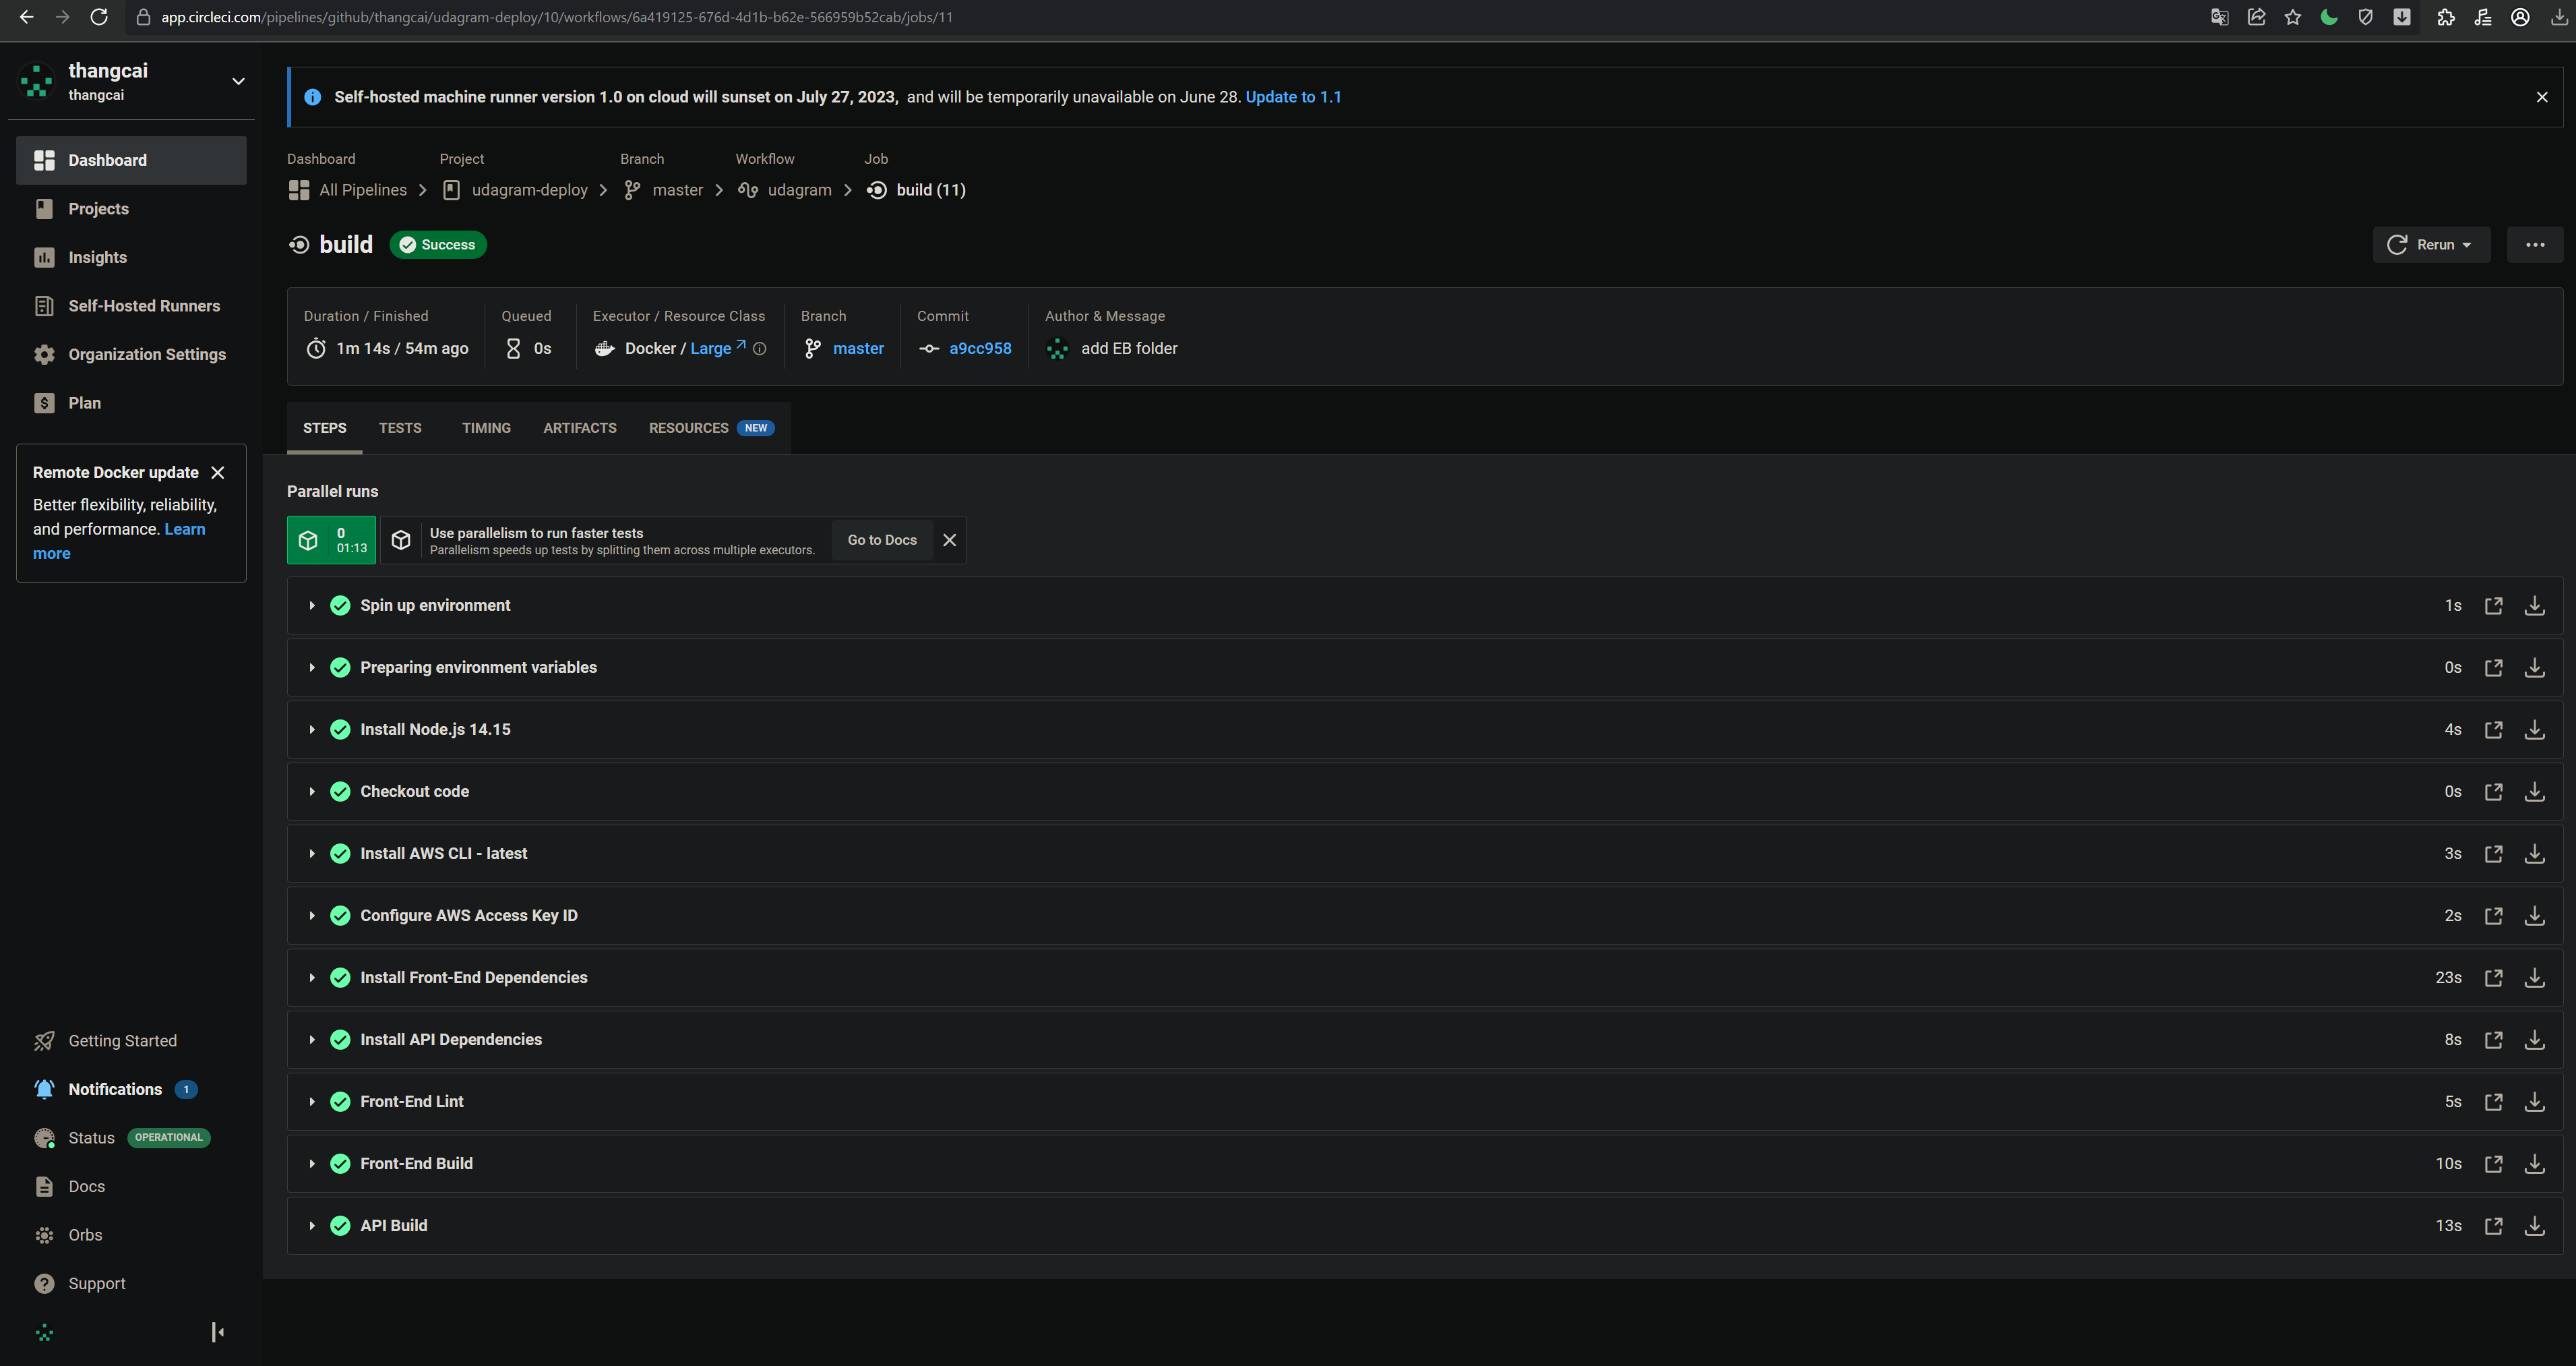 app.circleci.com/pipelines/github/thangcai/udagram-deploy/10/workflows/6a419125-676d-4d1b-b62e-566959b52cab/jobs/11
thangcai
thangcai
Dashboard
Projects
Insights
Self-Hosted Runners
Organization Settings
Plan
Remote Docker update
Better flexibility, reliability,
and performance. Learn
more
Getting Started
Notifications 1
Status OPERATIONAL
Docs
Orbs
Support
Self-hosted machine runner version 1.0 on cloud will sunset on July 27, 2023, and will be temporarily unavailable on June 28. Update to 1.1
Dashboard Project Branch Workflow Job
All Pipelines udagram-deploy master udagram build (11)
build Success
Rerun
Duration / Finished Queued Executor / Resource Class Branch Commit Author & Message
1m 14s / 54m ago 0s Docker / Large master a9cc958 add EB folder
STEPS TESTS TIMING ARTIFACTS RESOURCES NEW
Parallel runs
0
01:13
Use parallelism to run faster tests
Parallelism speeds up tests by splitting them across multiple executors.
Go to Docs
Spin up environment 1s
Preparing environment variables 0s
Install Node.js 14.15 4s
Checkout code 0s
Install AWS CLI - latest 3s
Configure AWS Access Key ID 2s
Install Front-End Dependencies 23s
Install API Dependencies 8s
Front-End Lint 5s
Front-End Build 10s
API Build 13s